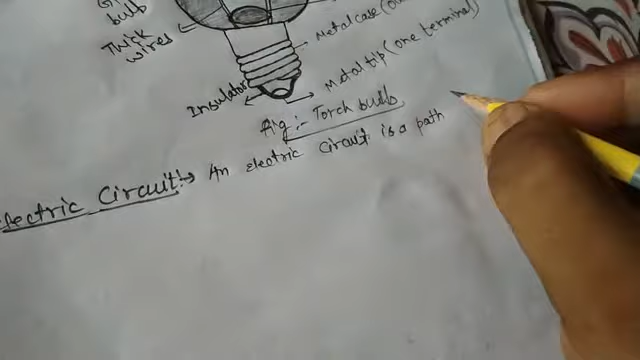 bulb
Thick
wires
Metal case (
Metal tip (one terminal)
Insulator
Fig:- Torch bulb
Electric Circuit:→ An electric circuit is a path